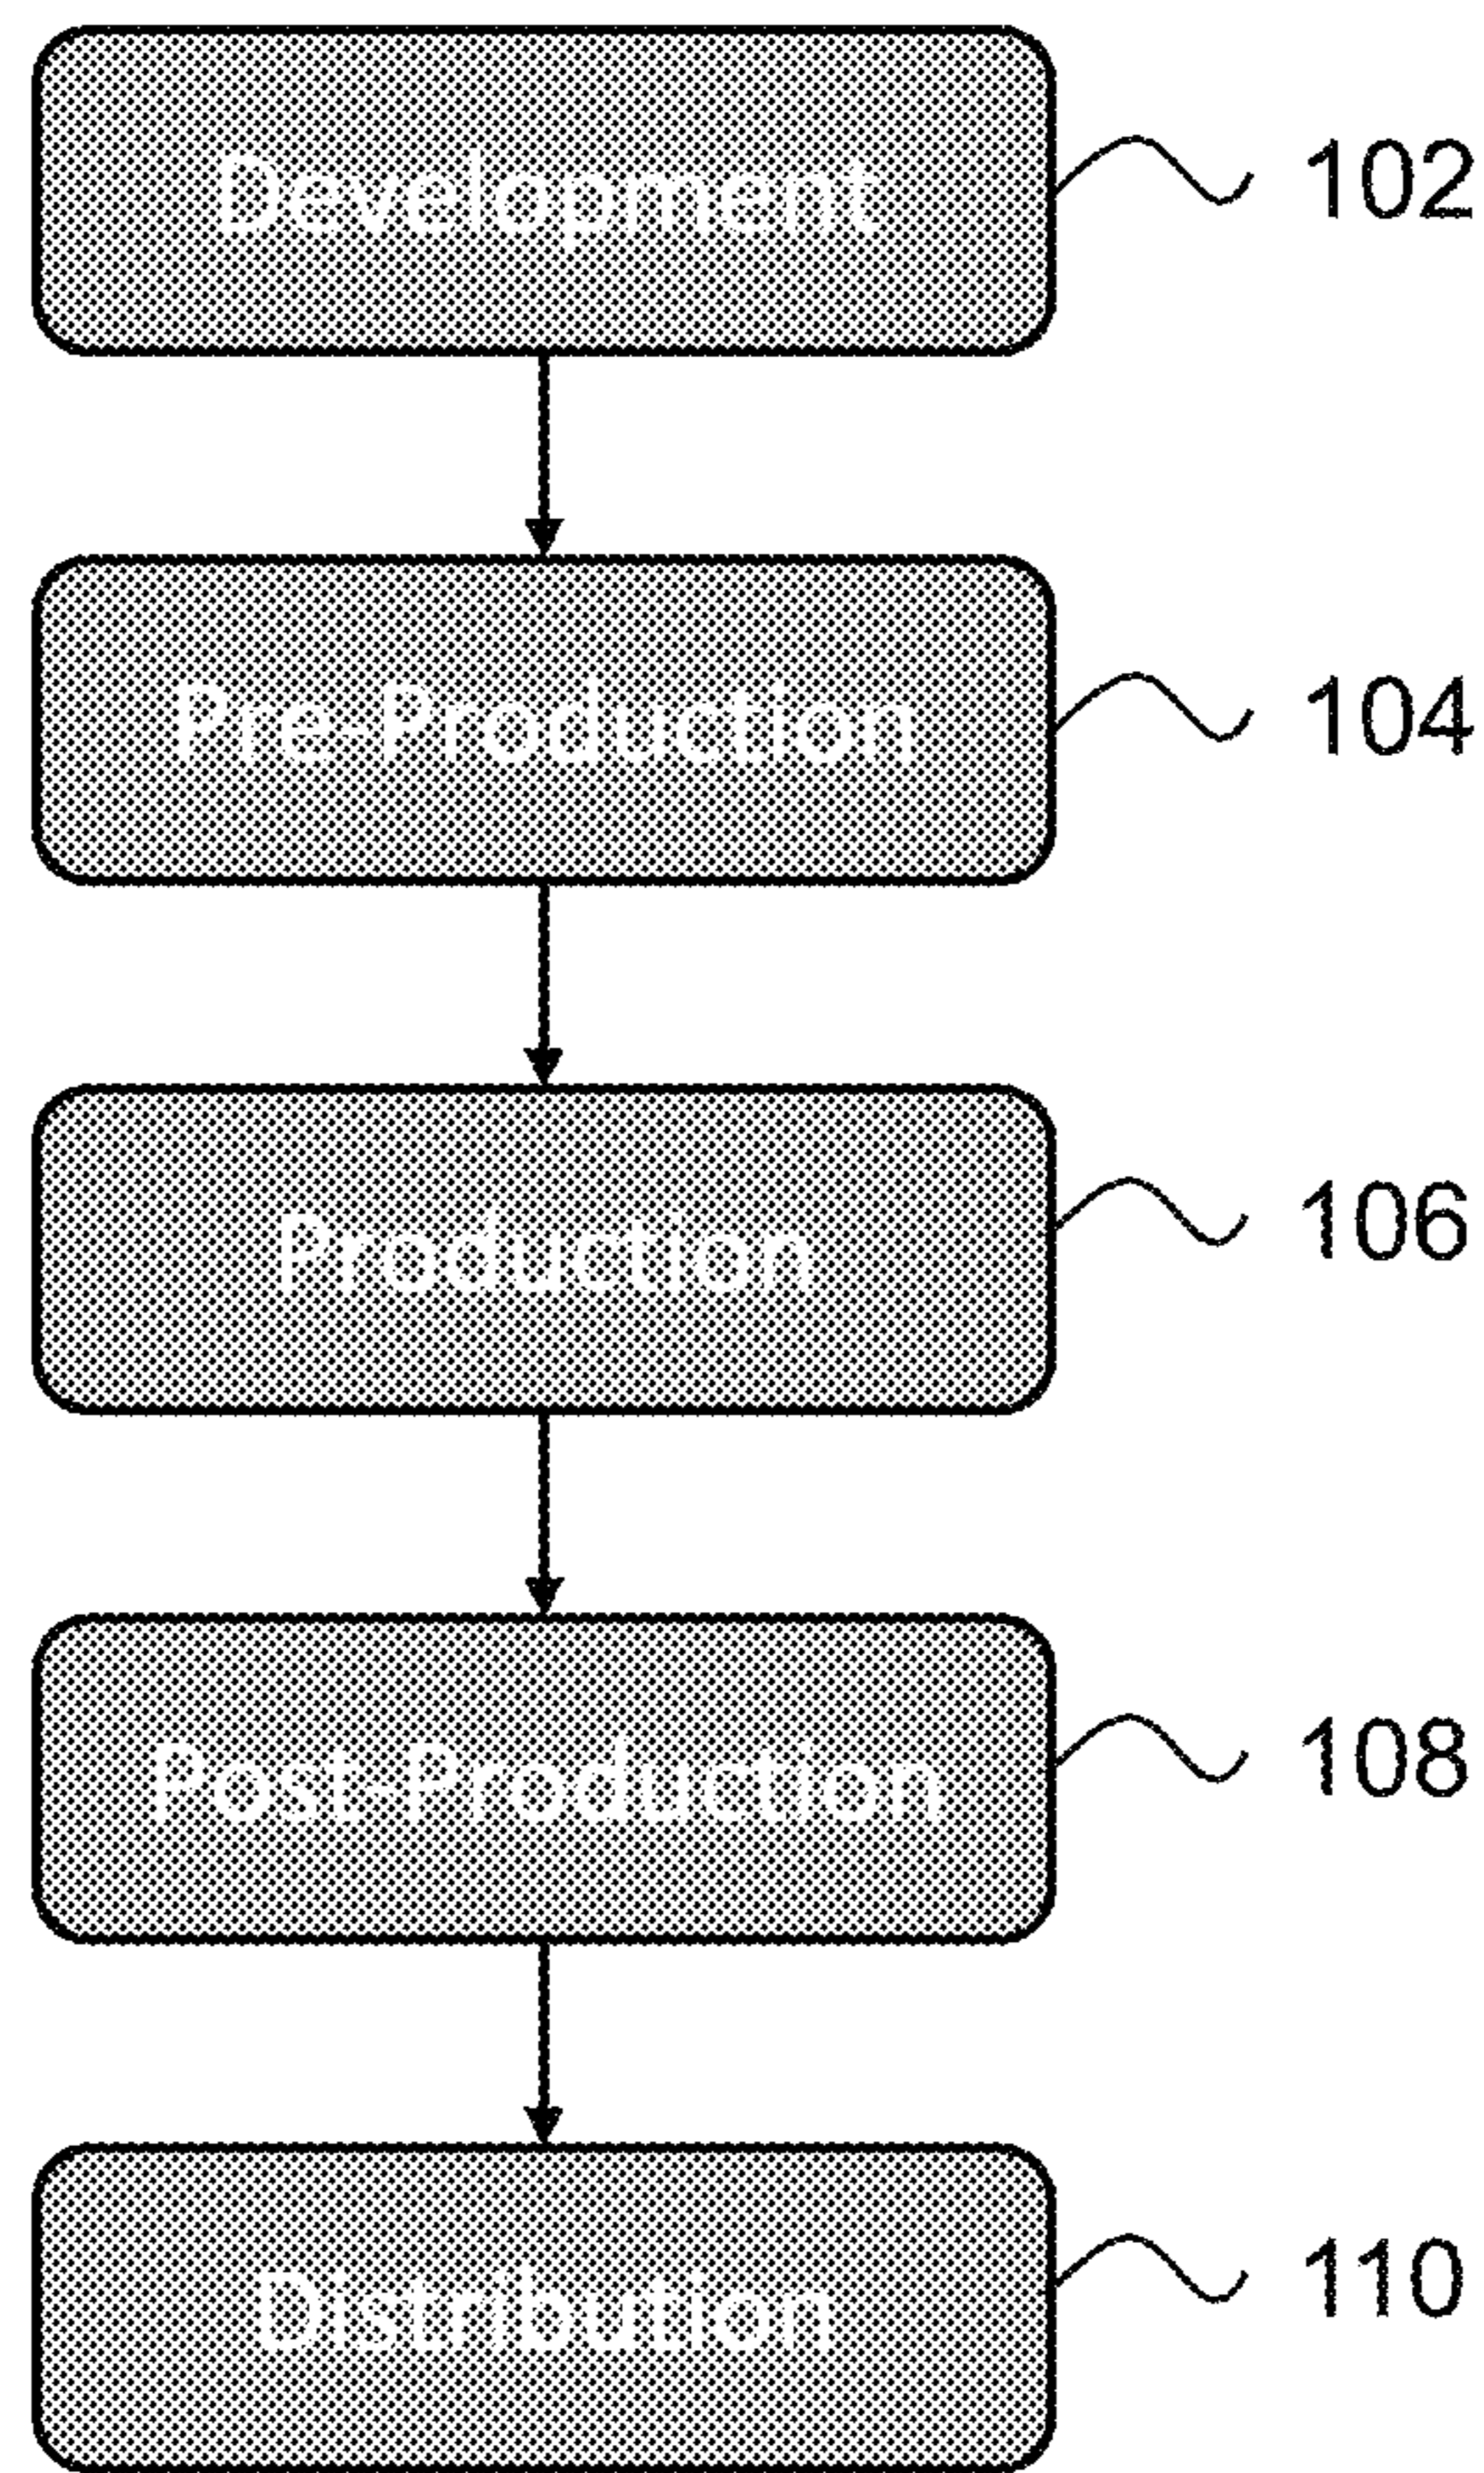 Development 102
Pre-Production 104
Production 106
Post-Production 108
Distribution 110